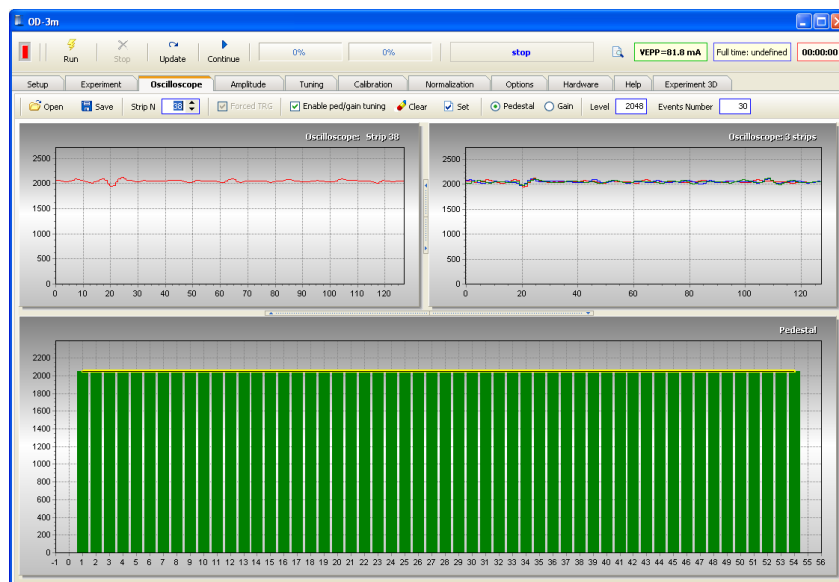 OD-3m
Run
Stop
Update
Continue
0%
0%
stop
VEPP=81.8 mA
Full time: undefined
00:00:00
Setup Experiment Oscilloscope Amplitude Tuning Calibration Normalization Options Hardware Help Experiment 3D
Open Save Strip N 38 Forced TRG Enable ped/gain tuning Clear Set Pedestal Gain Level 2048 Events Number 30
Oscilloscope: Strip 38
2500
2000
1500
1000
500
0
0 10 20 30 40 50 60 70 80 90 100 110 120
Oscilloscope: 3 strips
2500
2000
1500
1000
500
0
0 20 40 60 80 100 120
Pedestal
2200
2000
1800
1600
1400
1200
1000
800
600
400
200
0
-1 0 1 2 3 4 5 6 7 8 9 10 11 12 13 14 15 16 17 18 19 20 21 22 23 24 25 26 27 28 29 30 31 32 33 34 35 36 37 38 39 40 41 42 43 44 45 46 47 48 49 50 51 52 53 54 55 56